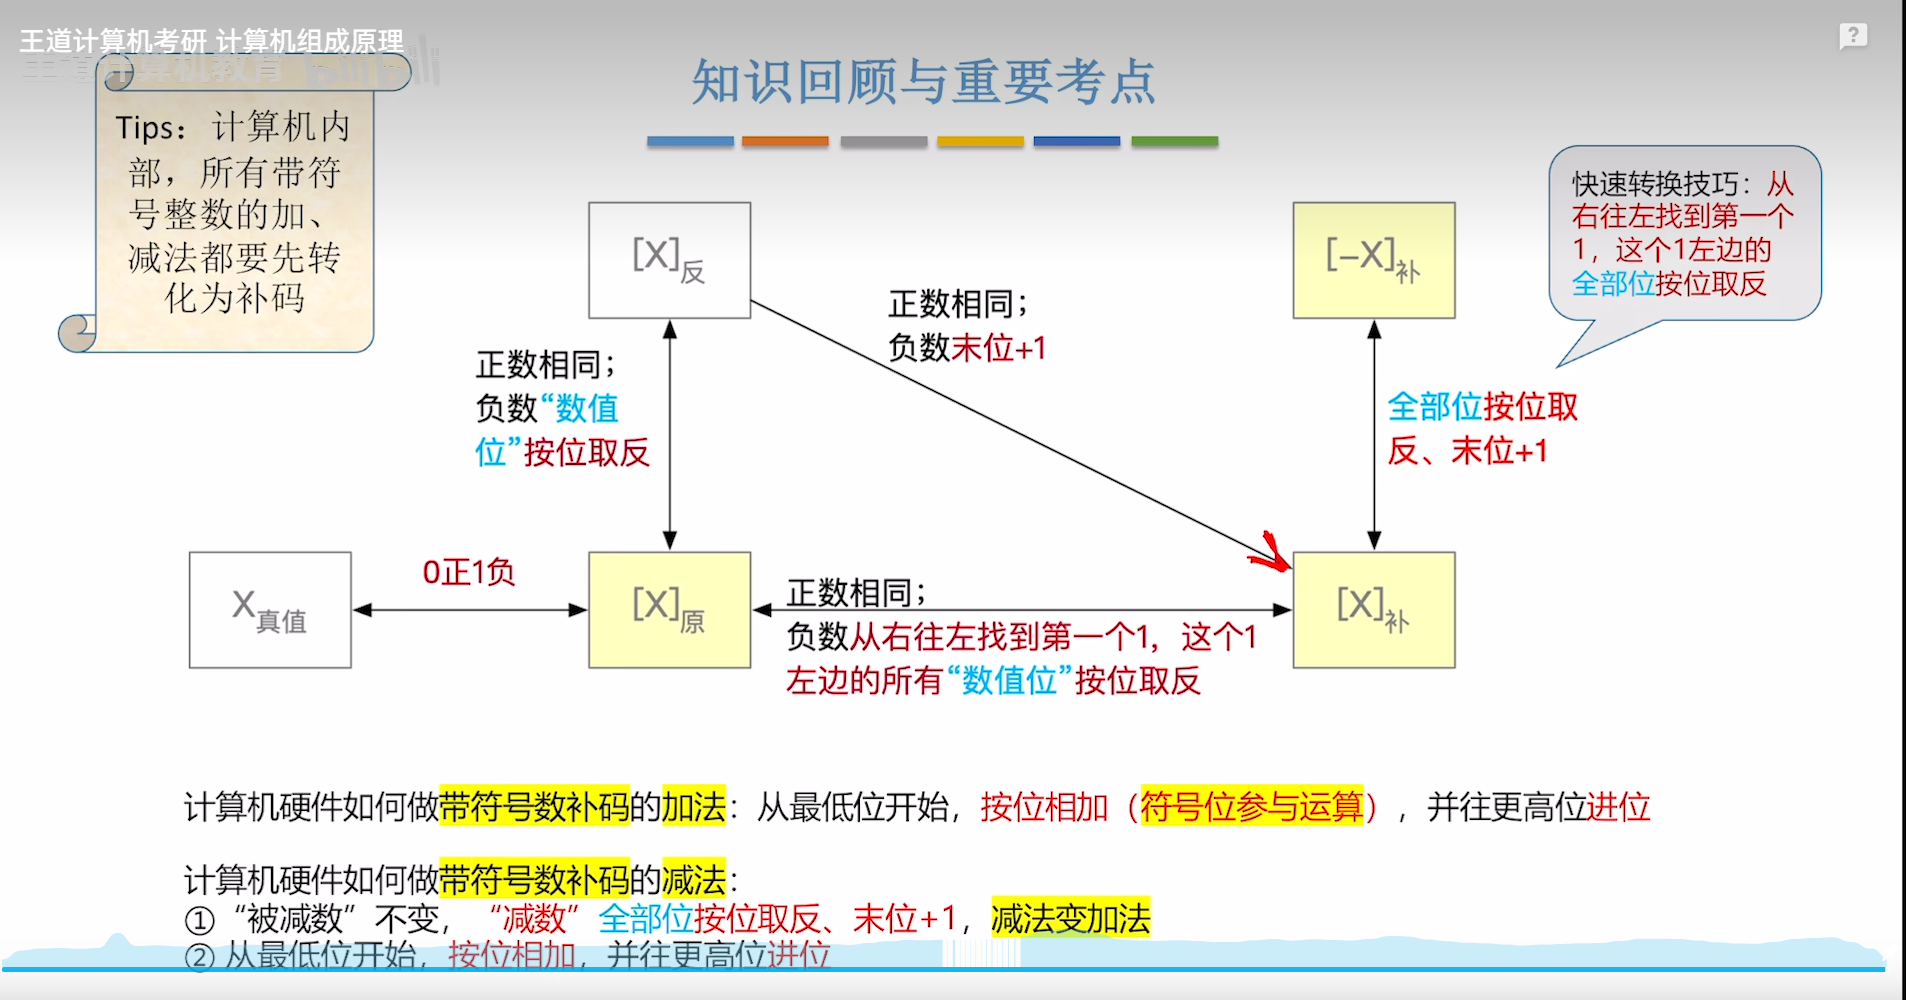 王道计算机考研 计算机组成原理
王道计算机教育 bilibili
知识回顾与重要考点
Tips：计算机内
部，所有带符
号整数的加、
减法都要先转
化为补码
快速转换技巧：从
右往左找到第一个
1，这个1左边的
全部位按位取反
[X]反
[-X]补
正数相同；
负数末位+1
正数相同；
负数“数值
位”按位取反
全部位按位取
反、末位+1
X真值
0正1负
[X]原
正数相同；
负数从右往左找到第一个1，这个1
左边的所有“数值位”按位取反
[X]补
计算机硬件如何做带符号数补码的加法：从最低位开始，按位相加（符号位参与运算），并往更高位进位
计算机硬件如何做带符号数补码的减法：
①“被减数”不变，“减数”全部位按位取反、末位+1，减法变加法
②从最低位开始，按位相加，并往更高位进位